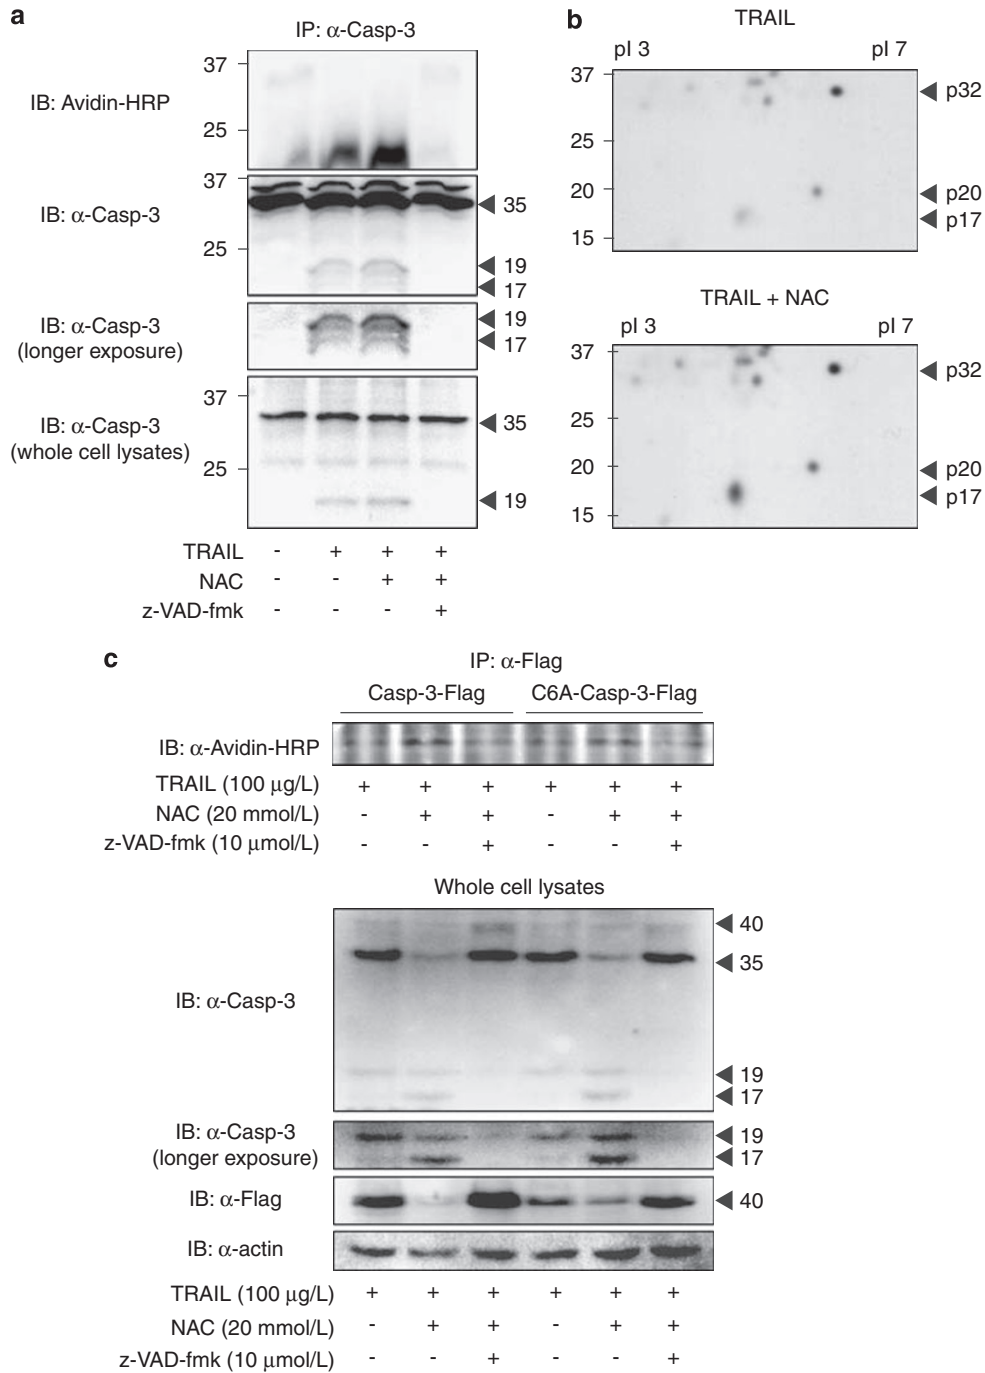 a
IP: α-Casp-3
IB: Avidin-HRP
37
25
IB: α-Casp-3
37
25
35
19
17
IB: α-Casp-3
(longer exposure)
19
17
IB: α-Casp-3
(whole cell lysates)
37
25
35
19
TRAIL - + + +
NAC - - + +
z-VAD-fmk - - - +
b
TRAIL
pI 3 pI 7
37
25
20
15
p32
p20
p17
TRAIL + NAC
pI 3 pI 7
37
25
20
15
p32
p20
p17
c
IP: α-Flag
Casp-3-Flag C6A-Casp-3-Flag
IB: α-Avidin-HRP
TRAIL (100 μg/L) + + + + + +
NAC (20 mmol/L) - + + - + +
z-VAD-fmk (10 μmol/L) - - + - - +
Whole cell lysates
IB: α-Casp-3
40
35
19
17
IB: α-Casp-3
(longer exposure)
19
17
IB: α-Flag
40
IB: α-actin
TRAIL (100 μg/L) + + + + + +
NAC (20 mmol/L) - + + - + +
z-VAD-fmk (10 μmol/L) - - + - - +